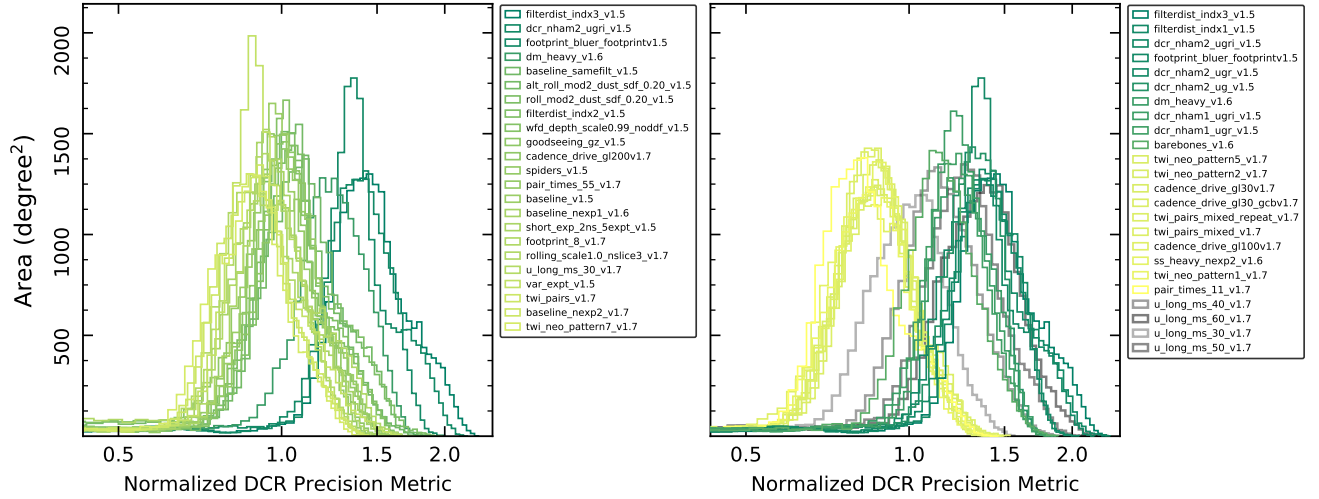 Area (degree2)
2000
1500
1000
500
0.5
1.0
1.5
2.0
Normalized DCR Precision Metric
filterdist_indx3_v1.5
dcr_nham2_ugri_v1.5
footprint_bluer_footprintv1.5
dm_heavy_v1.6
baseline_samefilt_v1.5
alt_roll_mod2_dust_sdf_0.20_v1.5
roll_mod2_dust_sdf_0.20_v1.5
filterdist_indx2_v1.5
wfd_depth_scale0.99_noddf_v1.5
goodseeing_gz_v1.5
cadence_drive_gl200v1.7
spiders_v1.5
pair_times_55_v1.7
baseline_v1.5
baseline_nexp1_v1.6
short_exp_2ns_5expt_v1.5
footprint_8_v1.7
rolling_scale1.0_nslice3_v1.7
u_long_ms_30_v1.7
var_expt_v1.5
twi_pairs_v1.7
baseline_nexp2_v1.7
twi_neo_pattern7_v1.7
0.5
1.0
1.5
2.0
Normalized DCR Precision Metric
filterdist_indx3_v1.5
filterdist_indx1_v1.5
dcr_nham2_ugri_v1.5
footprint_bluer_footprintv1.5
dcr_nham2_ugr_v1.5
dcr_nham2_ug_v1.5
dm_heavy_v1.6
dcr_nham1_ugri_v1.5
dcr_nham1_ugr_v1.5
barebones_v1.6
twi_neo_pattern5_v1.7
twi_neo_pattern2_v1.7
cadence_drive_gl30v1.7
cadence_drive_gl30_gcbv1.7
twi_pairs_mixed_repeat_v1.7
twi_pairs_mixed_v1.7
cadence_drive_gl100v1.7
ss_heavy_nexp2_v1.6
twi_neo_pattern1_v1.7
pair_times_11_v1.7
u_long_ms_40_v1.7
u_long_ms_60_v1.7
u_long_ms_30_v1.7
u_long_ms_50_v1.7